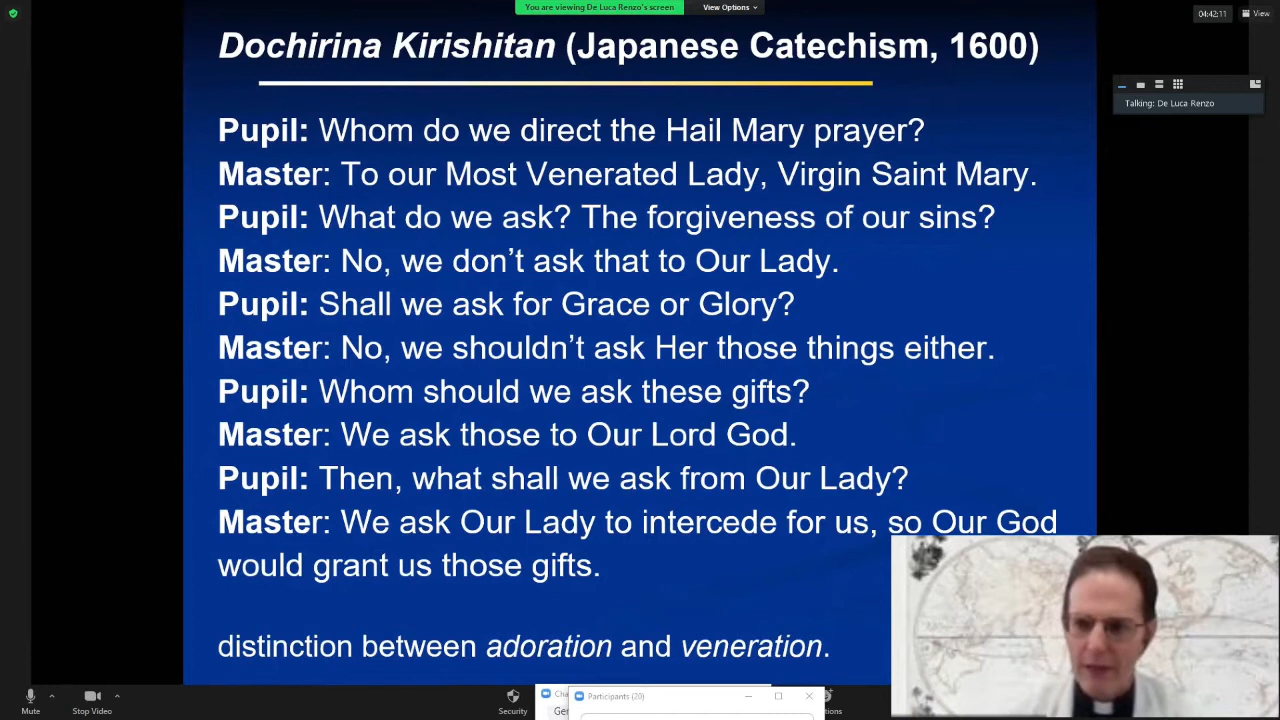 You are viewing De Luca Renzo's screen
View Options
04:42:11
View
Dochirina Kirishitan (Japanese Catechism, 1600)
Talking: De Luca Renzo
Pupil: Whom do we direct the Hail Mary prayer?
Master: To our Most Venerated Lady, Virgin Saint Mary.
Pupil: What do we ask? The forgiveness of our sins?
Master: No, we don't ask that to Our Lady.
Pupil: Shall we ask for Grace or Glory?
Master: No, we shouldn't ask Her those things either.
Pupil: Whom should we ask these gifts?
Master: We ask those to Our Lord God.
Pupil: Then, what shall we ask from Our Lady?
Master: We ask Our Lady to intercede for us, so Our God
would grant us those gifts.
distinction between adoration and veneration.
Mute
Stop Video
Security
Cha
Ger
Participants (20)
tions